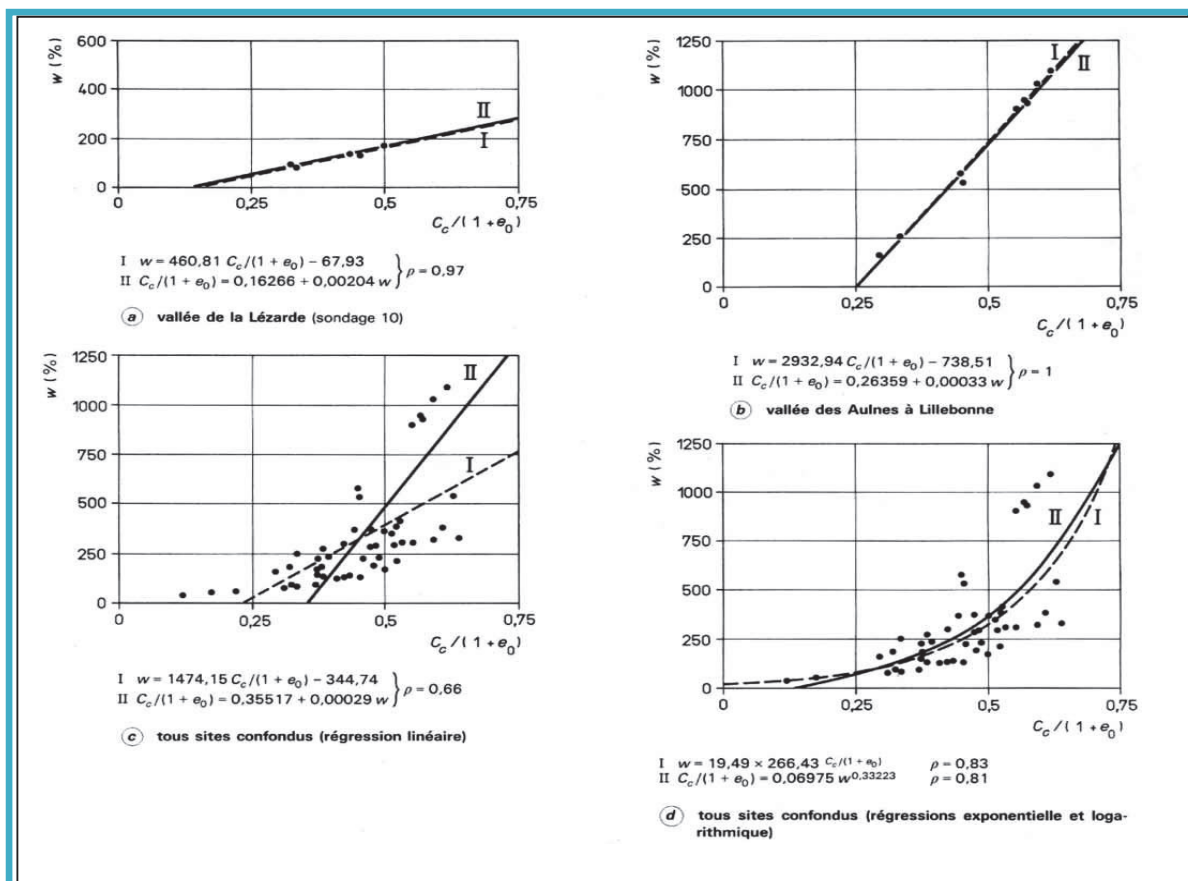 w (%)
600
400
200
0
0
0,25
0,5
0,75
II
I
C_c/(1+e_0)
I w = 460,81 C_c/(1 + e_0) – 67,93
II C_c/(1 + e_0) = 0,16266 + 0,00204 w
} ρ = 0,97
a vallée de la Lézarde (sondage 10)
w (%)
1250
1000
750
500
250
0
0
0,25
0,5
0,75
I
II
C_c/(1+e_0)
I w = 2932,94 C_c/(1 + e_0) – 738,51
II C_c/(1 + e_0) = 0,26359 + 0,00033 w
} ρ = 1
b vallée des Aulnes à Lillebonne
w (%)
1250
1000
750
500
250
0
0
0,25
0,5
0,75
II
I
C_c/(1+e_0)
I w = 1474,15 C_c/(1 + e_0) – 344,74
II C_c/(1 + e_0) = 0,35517 + 0,00029 w
} ρ = 0,66
c tous sites confondus (régression linéaire)
w (%)
1250
1000
750
500
250
0
0
0,25
0,5
0,75
II
I
C_c/(1+e_0)
I w = 19,49 × 266,43 ^{C_c/(1 + e_0)} ρ = 0,83
II C_c/(1 + e_0) = 0,06975 w^{0,33223} ρ = 0,81
d tous sites confondus (régressions exponentielle et loga-
rithmique)